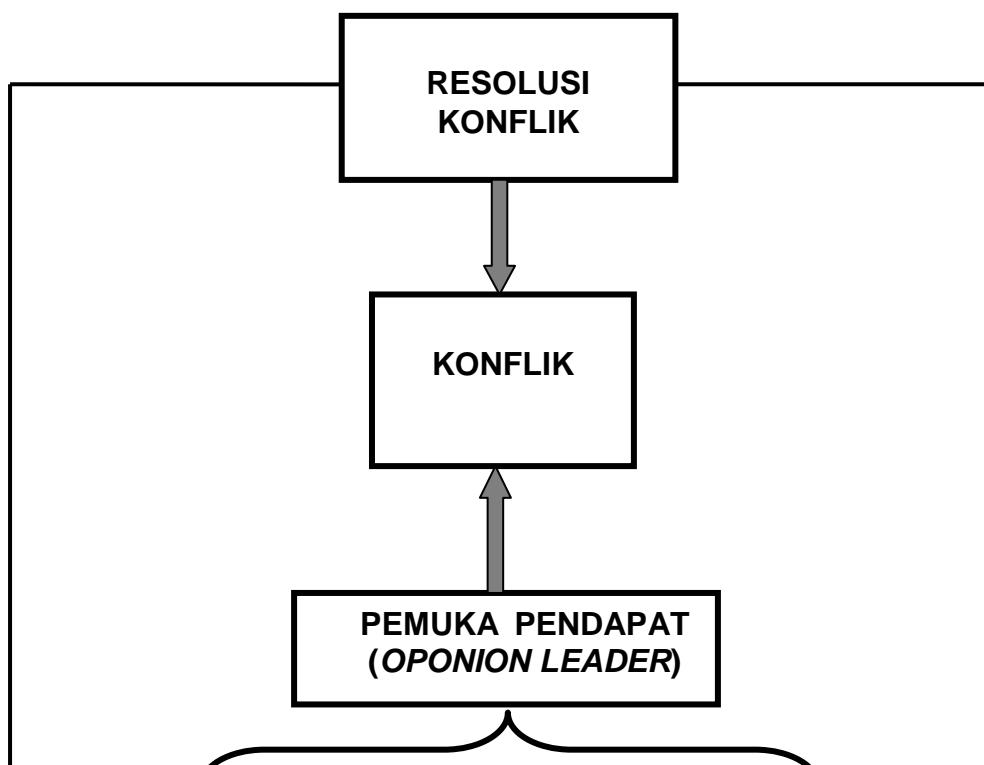 RESOLUSI
KONFLIK
KONFLIK
PEMUKA PENDAPAT
(OPONION LEADER)